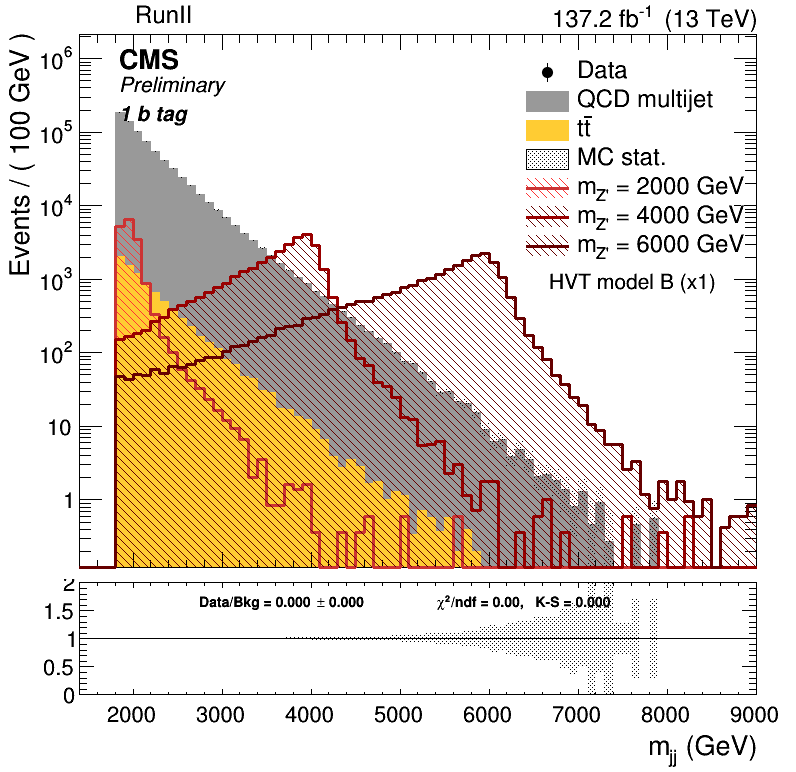 RunII 137.2 fb⁻¹ (13 TeV)
Events / ( 100 GeV )
10⁶
10⁵
10⁴
10³
10²
10
1
CMS
Preliminary
1 b tag
Data
QCD multijet
tt̄
MC stat.
m_Z' = 2000 GeV
m_Z' = 4000 GeV
m_Z' = 6000 GeV
HVT model B (x1)
2
1.5
1
0.5
0
Data/Bkg = 0.000 ± 0.000 χ²/ndf = 0.00, K-S = 0.000
2000 3000 4000 5000 6000 7000 8000 9000
m_jj (GeV)